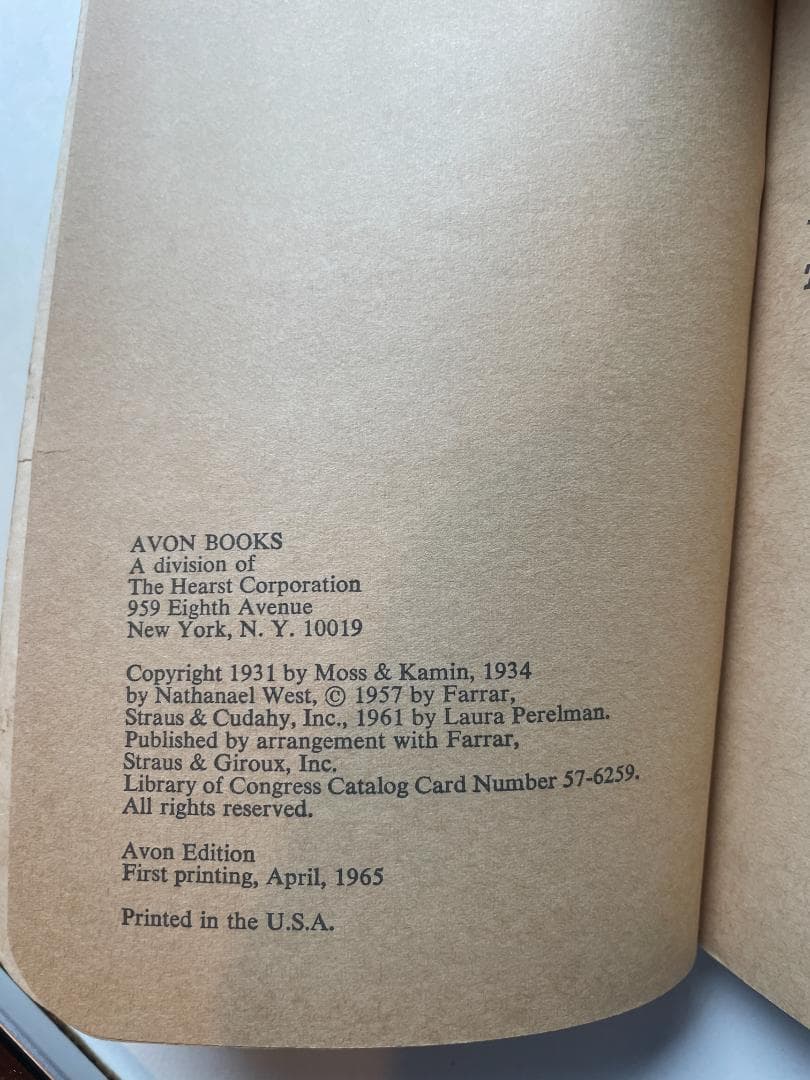 AVON BOOKS
A division of
The Hearst Corporation
959 Eighth Avenue
New York, N. Y. 10019
Copyright 1931 by Moss & Kamin, 1934
by Nathanael West, © 1957 by Farrar,
Straus & Cudahy, Inc., 1961 by Laura Perelman.
Published by arrangement with Farrar,
Straus & Giroux, Inc.
Library of Congress Catalog Card Number 57-6259.
All rights reserved.
Avon Edition
First printing, April, 1965
Printed in the U.S.A.